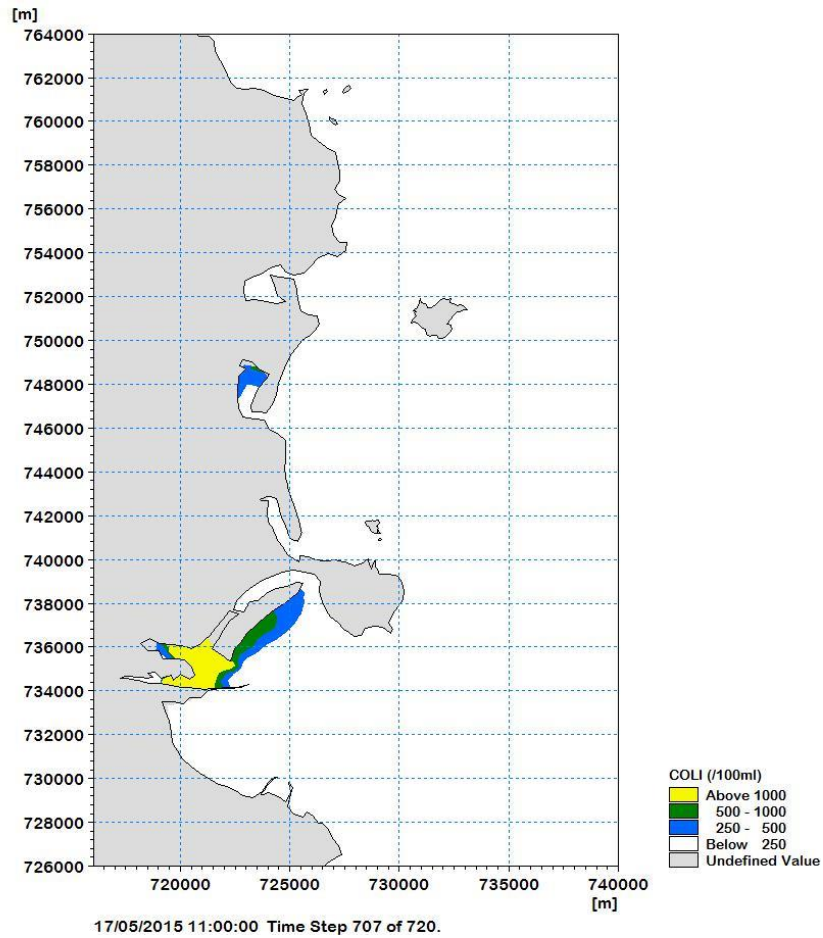 [m]
764000
762000
760000
758000
756000
754000
752000
750000
748000
746000
744000
742000
740000
738000
736000
734000
732000
730000
728000
726000
720000 725000 730000 735000 740000
[m]
COLI (/100ml)
Above 1000
500 - 1000
250 - 500
Below 250
Undefined Value
17/05/2015 11:00:00 Time Step 707 of 720.